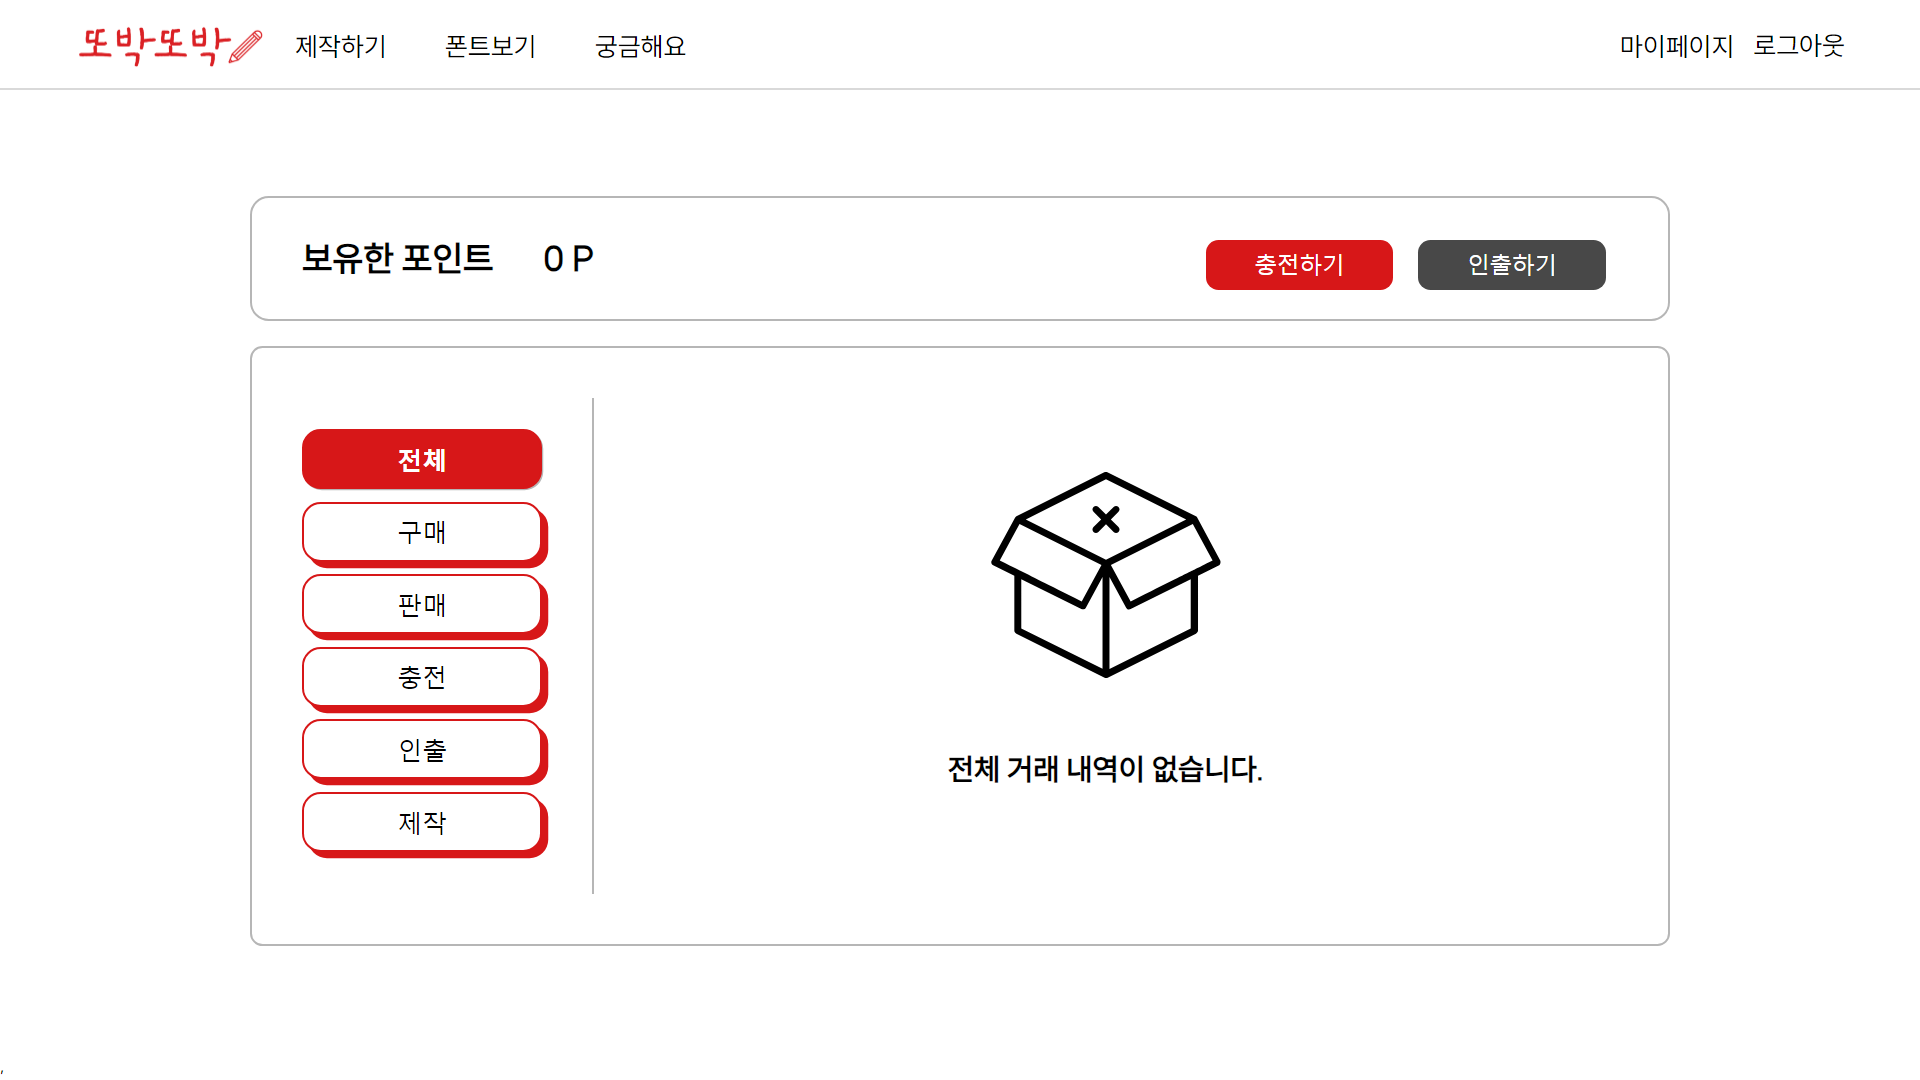 또박또박 제작하기 폰트보기 궁금해요 마이페이지 로그아웃
보유한 포인트 0 P 충전하기 인출하기
전체
구매
판매
충전
인출
제작
전체 거래 내역이 없습니다.